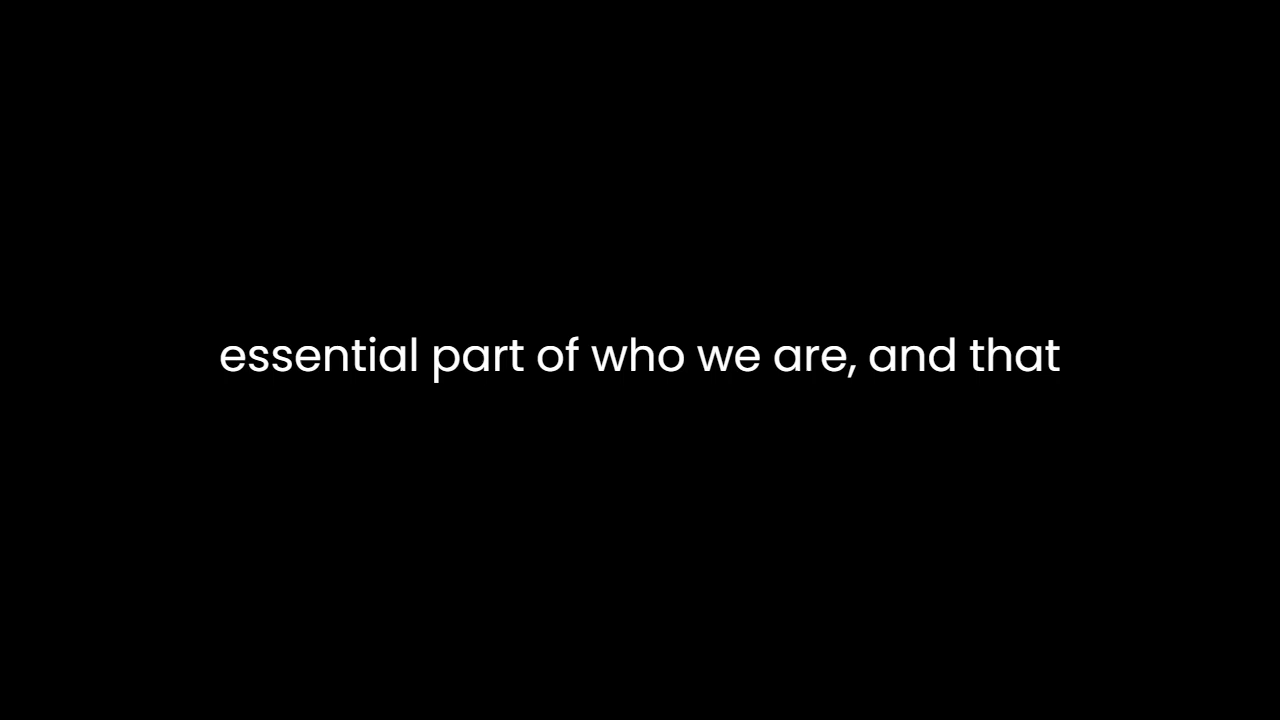 essential part of who we are, and that